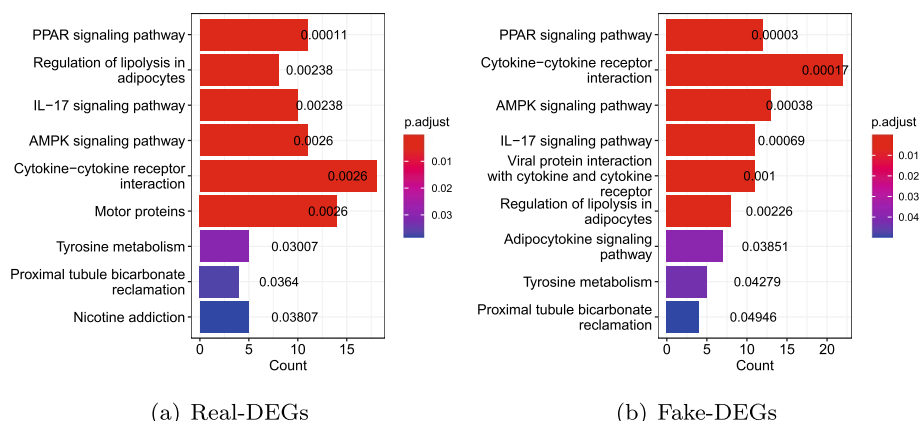 PPAR signaling pathway
0.00011
Regulation of lipolysis in
adipocytes
0.00238
IL−17 signaling pathway
0.00238
AMPK signaling pathway
0.0026
Cytokine−cytokine receptor
interaction
0.0026
Motor proteins
0.0026
Tyrosine metabolism
0.03007
Proximal tubule bicarbonate
reclamation
0.0364
Nicotine addiction
0.03807
0 5 10 15
Count
p.adjust
0.01
0.02
0.03
(a) Real-DEGs
PPAR signaling pathway
0.00003
Cytokine−cytokine receptor
interaction
0.00017
AMPK signaling pathway
0.00038
IL−17 signaling pathway
0.00069
Viral protein interaction
with cytokine and cytokine
receptor
0.001
Regulation of lipolysis in
adipocytes
0.00226
Adipocytokine signaling
pathway
0.03851
Tyrosine metabolism
0.04279
Proximal tubule bicarbonate
reclamation
0.04946
0 5 10 15 20
Count
p.adjust
0.01
0.02
0.03
0.04
(b) Fake-DEGs